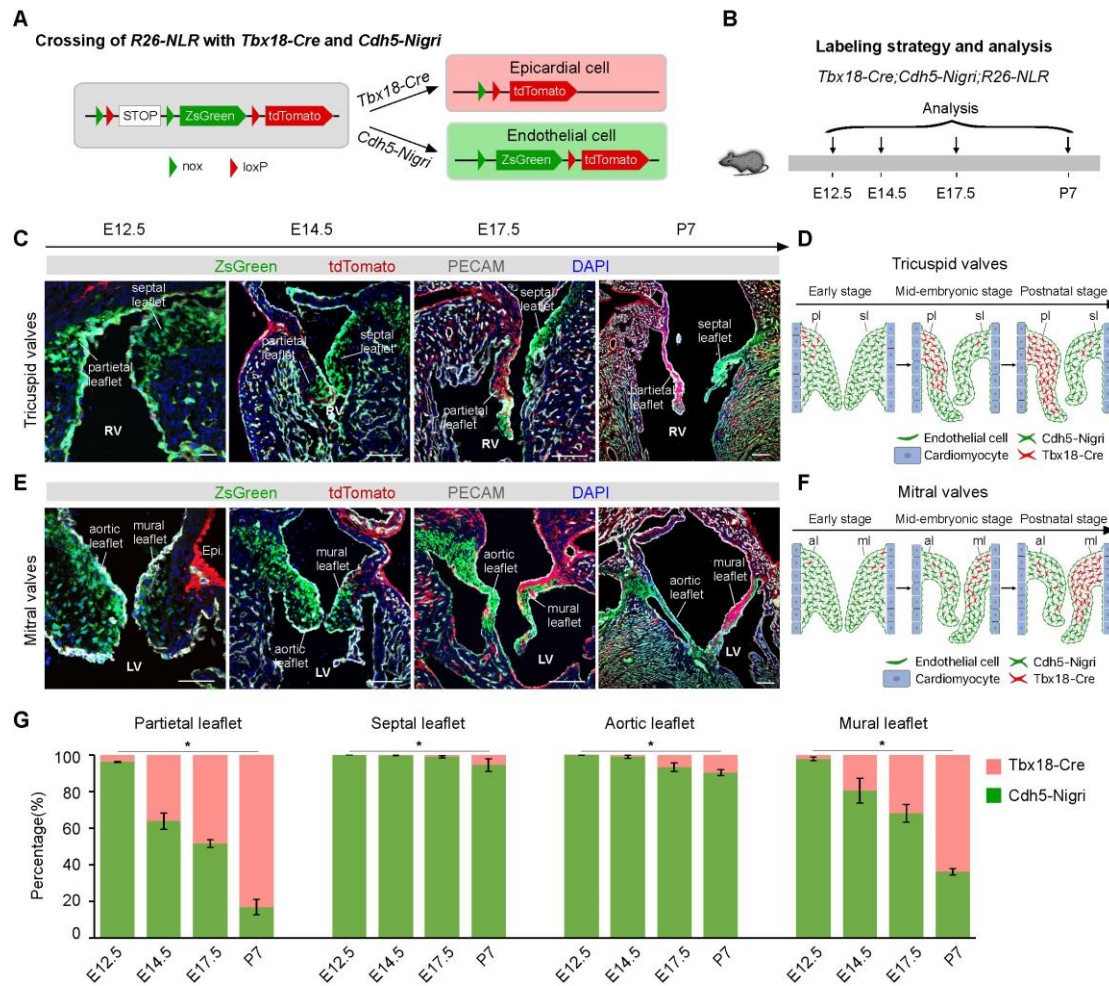 A
Crossing of R26-NLR with Tbx18-Cre and Cdh5-Nigri
STOP
ZsGreen
tdTomato
nox
loxP
Tbx18-Cre
Cdh5-Nigri
Epicardial cell
tdTomato
Endothelial cell
ZsGreen
tdTomato
B
Labeling strategy and analysis
Tbx18-Cre;Cdh5-Nigri;R26-NLR
Analysis
E12.5
E14.5
E17.5
P7
C
E12.5
E14.5
E17.5
P7
ZsGreen
tdTomato
PECAM
DAPI
Tricuspid valves
septal
leaflet
partietal
leaflet
RV
partietal
leaflet
septal
leaflet
RV
septal
leaflet
partietal
leaflet
RV
septal
leaflet
partietal
leaflet
RV
D
Tricuspid valves
Early stage
Mid-embryonic stage
Postnatal stage
pl
sl
pl
sl
pl
sl
Endothelial cell
Cdh5-Nigri
Cardiomyocyte
Tbx18-Cre
E
ZsGreen
tdTomato
PECAM
DAPI
Mitral valves
aortic
leaflet
mural
leaflet
Epi.
LV
mural
leaflet
aortic
leaflet
LV
aortic
leaflet
mural
leaflet
LV
aortic
leaflet
mural
leaflet
LV
F
Mitral valves
Early stage
Mid-embryonic stage
Postnatal stage
al
ml
al
ml
al
ml
Endothelial cell
Cdh5-Nigri
Cardiomyocyte
Tbx18-Cre
G
Partietal leaflet
Septal leaflet
Aortic leaflet
Mural leaflet
*
*
*
*
Percentage(%)
100
80
60
40
20
0
E12.5
E14.5
E17.5
P7
E12.5
E14.5
E17.5
P7
E12.5
E14.5
E17.5
P7
E12.5
E14.5
E17.5
P7
Tbx18-Cre
Cdh5-Nigri